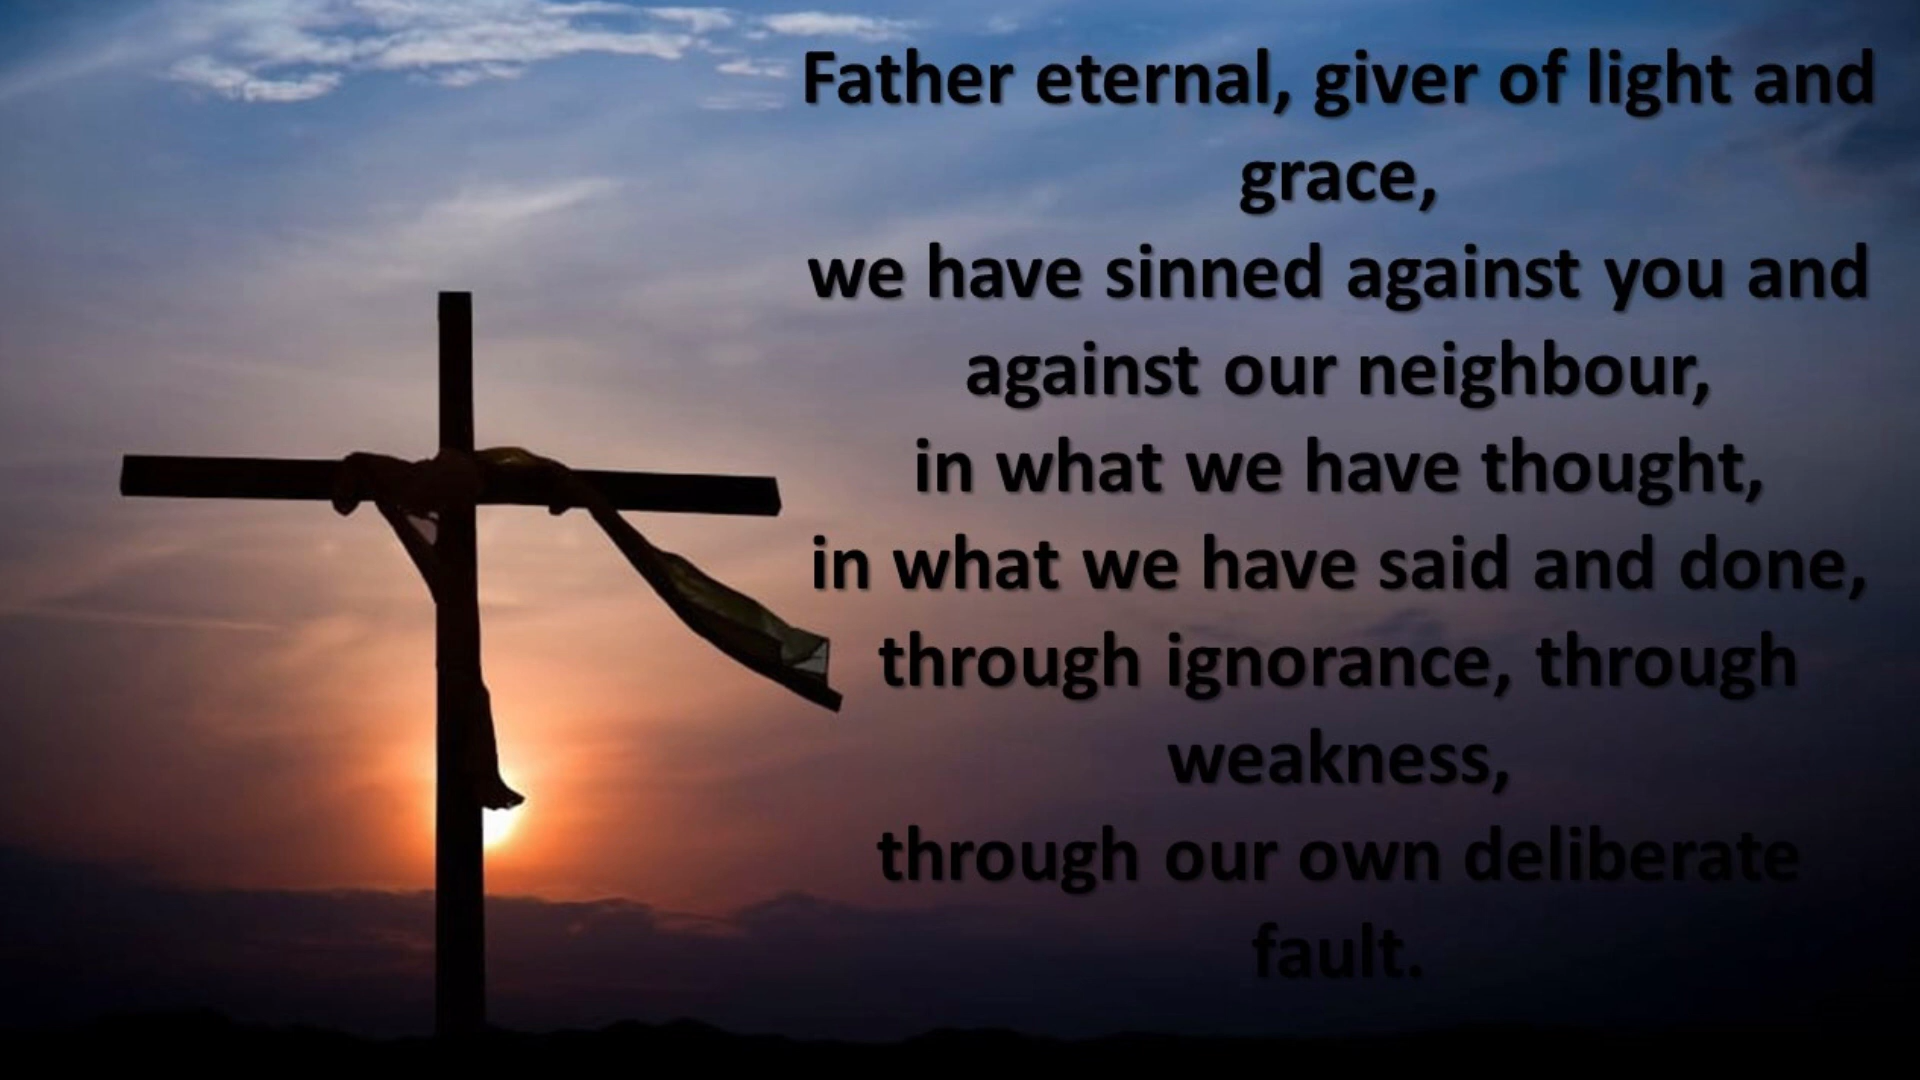 Father eternal, giver of light and
grace,
we have sinned against you and
against our neighbour,
in what we have thought,
in what we have said and done,
through ignorance, through
weakness,
through our own deliberate
fault.